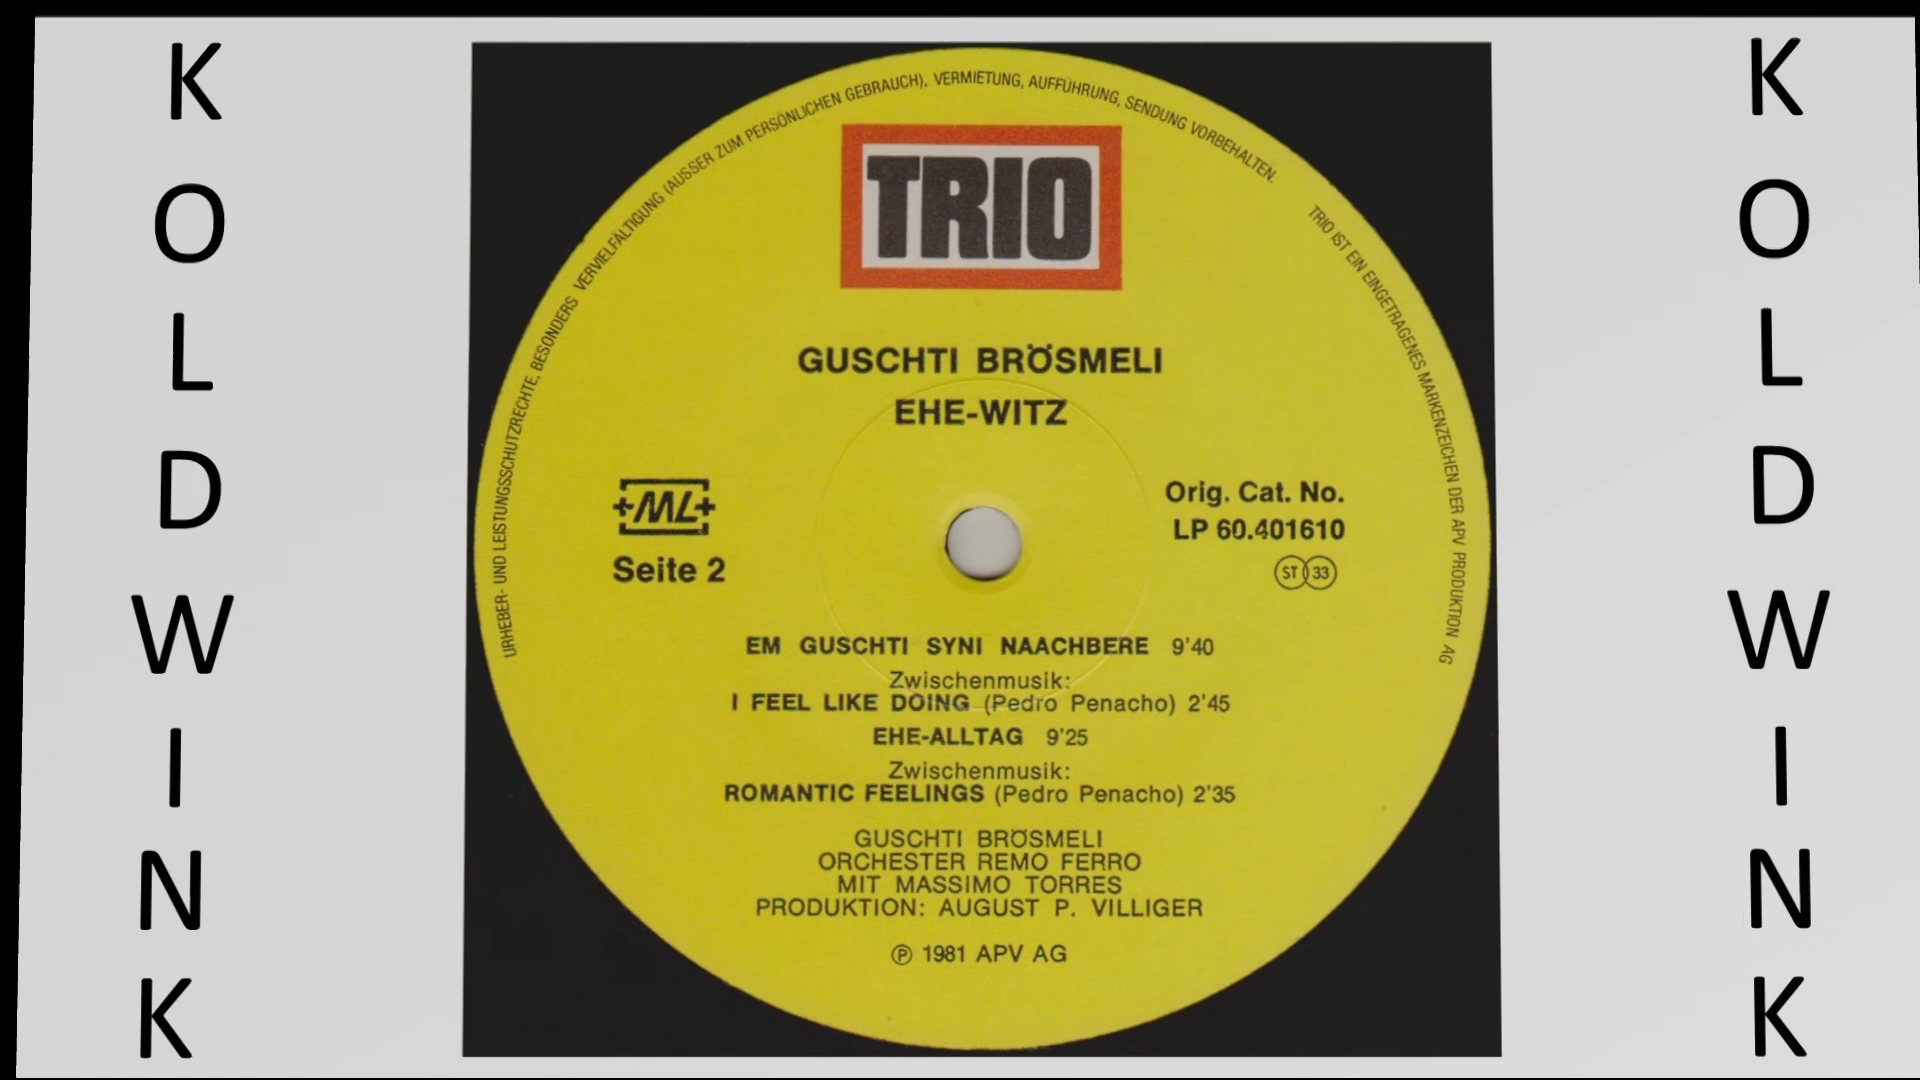 K
O
L
D
W
I
N
K
URHEBER- UND LEISTUNGSSCHUTZRECHTE, BESONDERS VERVIELFÄLTIGUNG (AUSSER ZUM PERSÖNLICHEN GEBRAUCH), VERMIETUNG, AUFFÜHRUNG, SENDUNG VORBEHALTEN.
TRIO IST EIN EINGETRAGENES MARKENZEICHEN DER APV PRODUKTION AG
TRIO
GUSCHTI BRÖSMELI
EHE-WITZ
+ML+
Seite 2
Orig. Cat. No.
LP 60.401610
ST 33
EM GUSCHTI SYNI NAACHBERE 9'40
Zwischenmusik:
I FEEL LIKE DOING (Pedro Penacho) 2'45
EHE-ALLTAG 9'25
Zwischenmusik:
ROMANTIC FEELINGS (Pedro Penacho) 2'35
GUSCHTI BRÖSMELI
ORCHESTER REMO FERRO
MIT MASSIMO TORRES
PRODUKTION: AUGUST P. VILLIGER
℗ 1981 APV AG
K
O
L
D
W
I
N
K